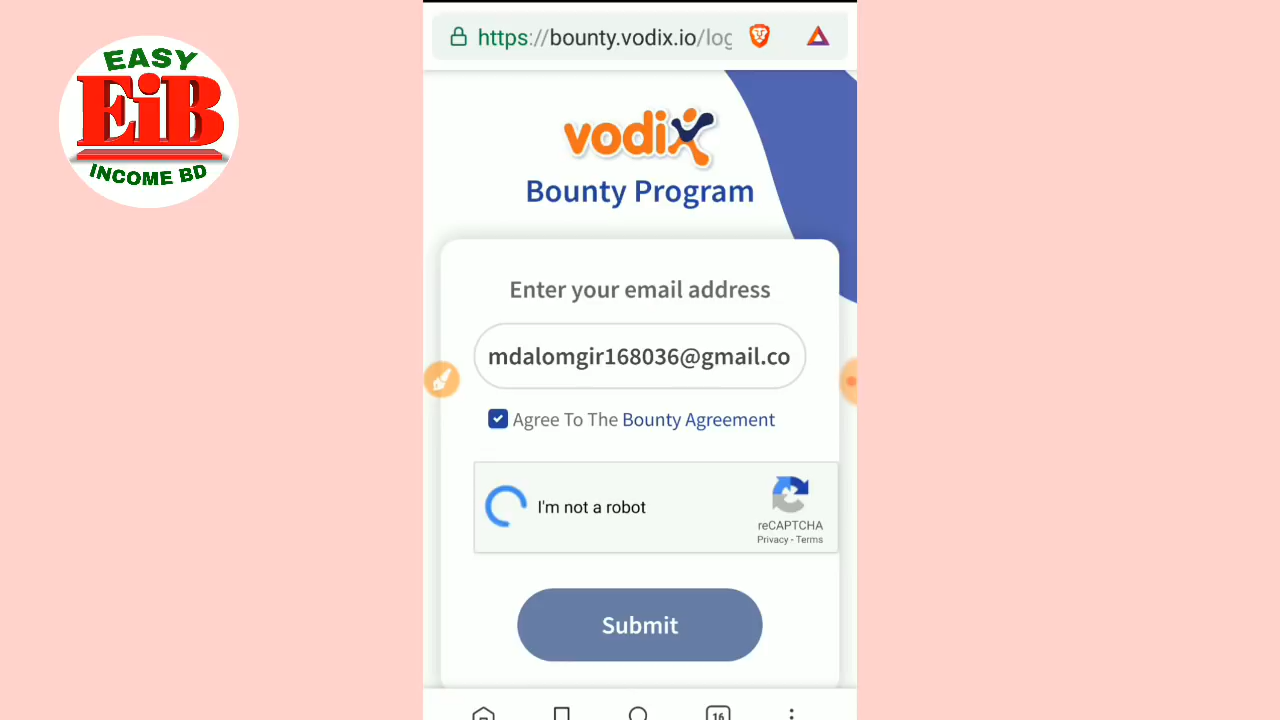 EASY
EiB
INCOME BD
https://bounty.vodix.io/log
vodix
Bounty Program
Enter your email address
mdalomgir168036@gmail.co
Agree To The Bounty Agreement
I'm not a robot
reCAPTCHA
Privacy - Terms
Submit
16